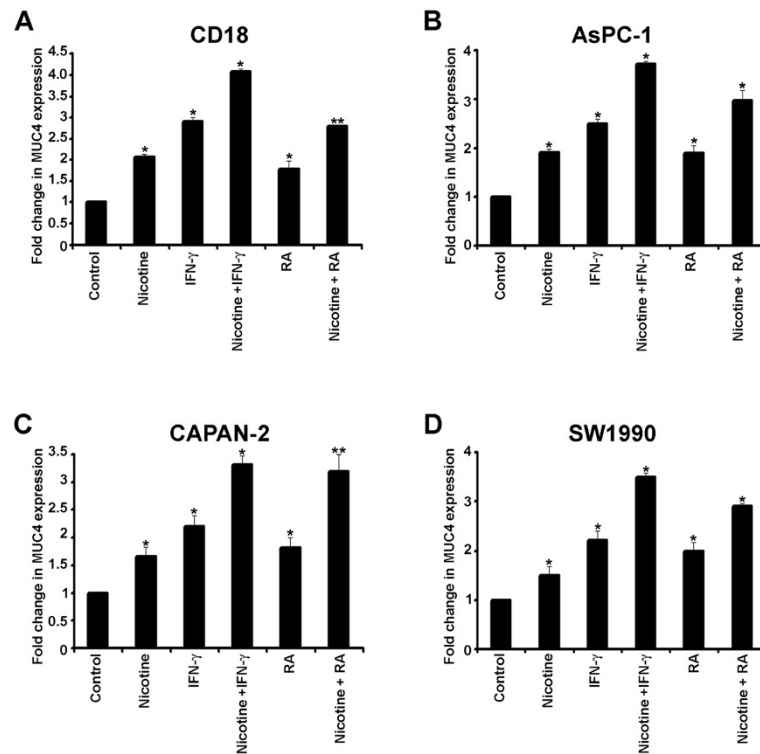 A
CD18
Fold change in MUC4 expression
4.5
4.0
3.5
3
2.5
2
1.5
1
0.5
0
*
*
*
*
**
Control
Nicotine
IFN-γ
Nicotine +IFN-γ
RA
Nicotine + RA
B
AsPC-1
Fold change in MUC4 expression
4
3
2
1
0
*
*
*
*
*
Control
Nicotine
IFN-γ
Nicotine +IFN-γ
RA
Nicotine + RA
C
CAPAN-2
Fold change in MUC4 expression
3.5
3
2.5
2
1.5
1
0.5
0
*
*
*
*
**
Control
Nicotine
IFN-γ
Nicotine +IFN-γ
RA
Nicotine + RA
D
SW1990
Fold change in MUC4 expression
4
3
2
1
0
*
*
*
*
*
Control
Nicotine
IFN-γ
Nicotine +IFN-γ
RA
Nicotine + RA